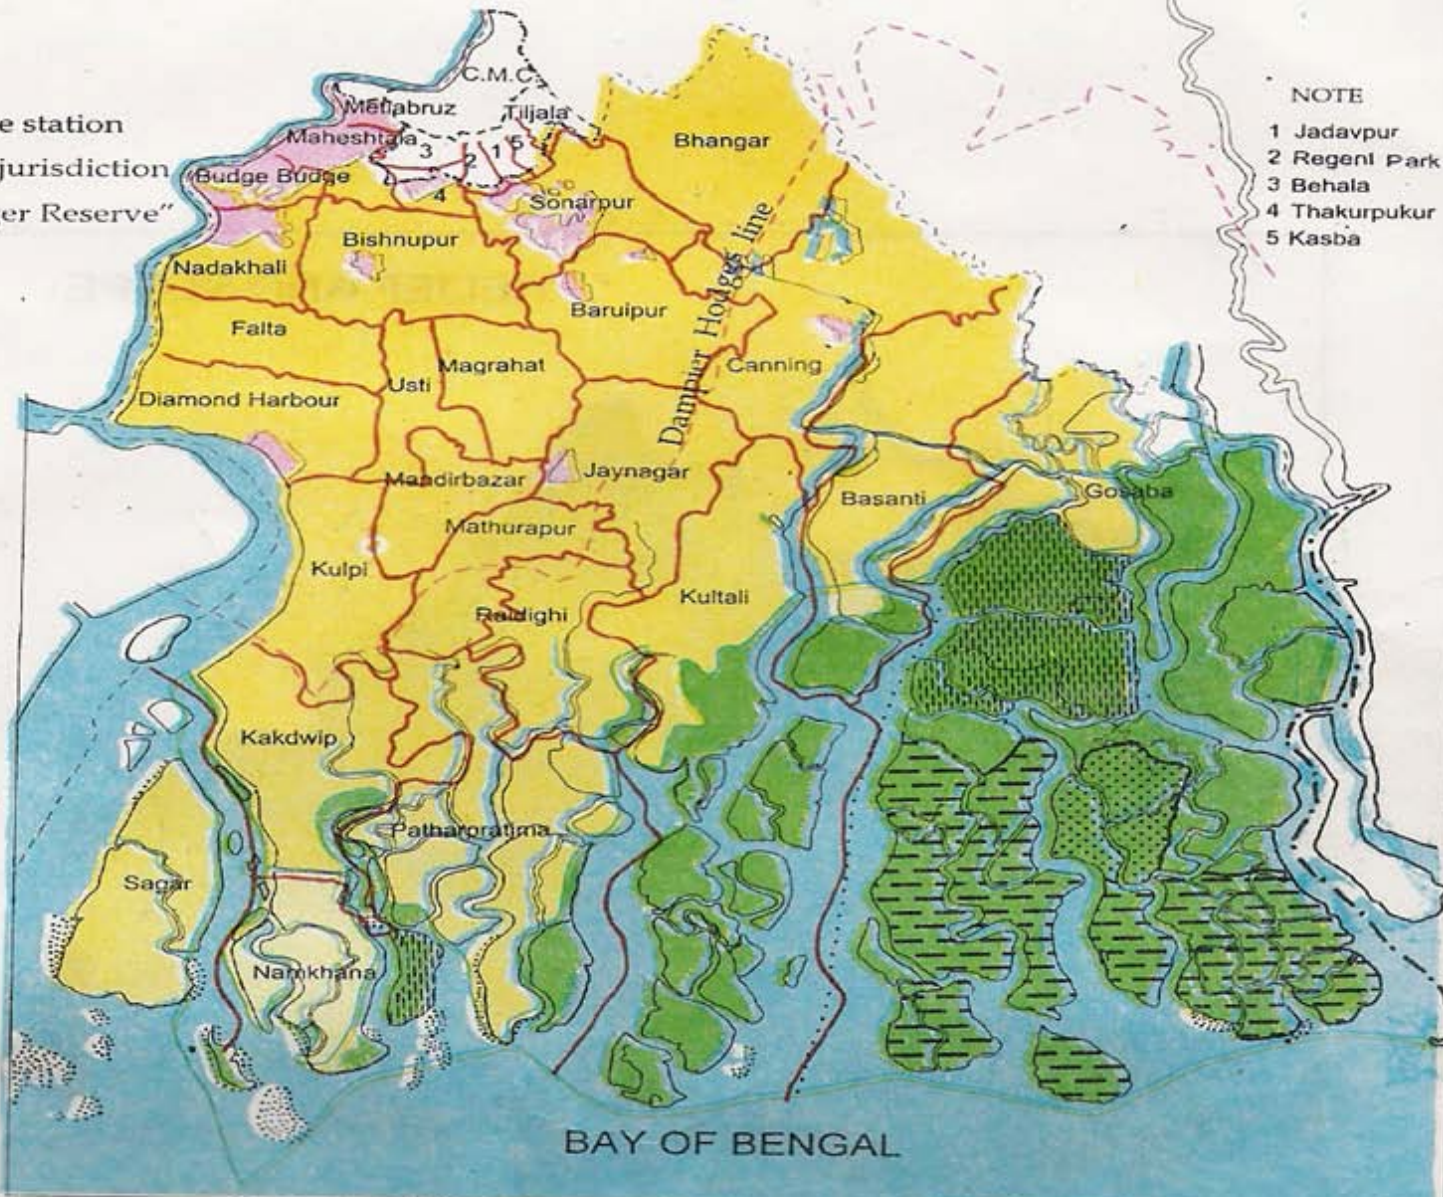 e station
jurisdiction
er Reserve"
NOTE
1 Jadavpur
2 Regent Park
3 Behala
4 Thakurpukur
5 Kasba
C.M.C.
Metiabruz
Tiljala
Maheshtala
3
2
1
5
4
Budge Budge
Bhangar
Sonarpur
Bishnupur
Nadakhali
Baruipur
Falta
Magrahat
Canning
Usti
Diamond Harbour
Dampier Hodges line
Mandirbazar
Jaynagar
Basanti
Gosaba
Mathurapur
Kulpi
Kultali
Raidighi
Kakdwip
Patharpratima
Sagar
Namkhana
BAY OF BENGAL